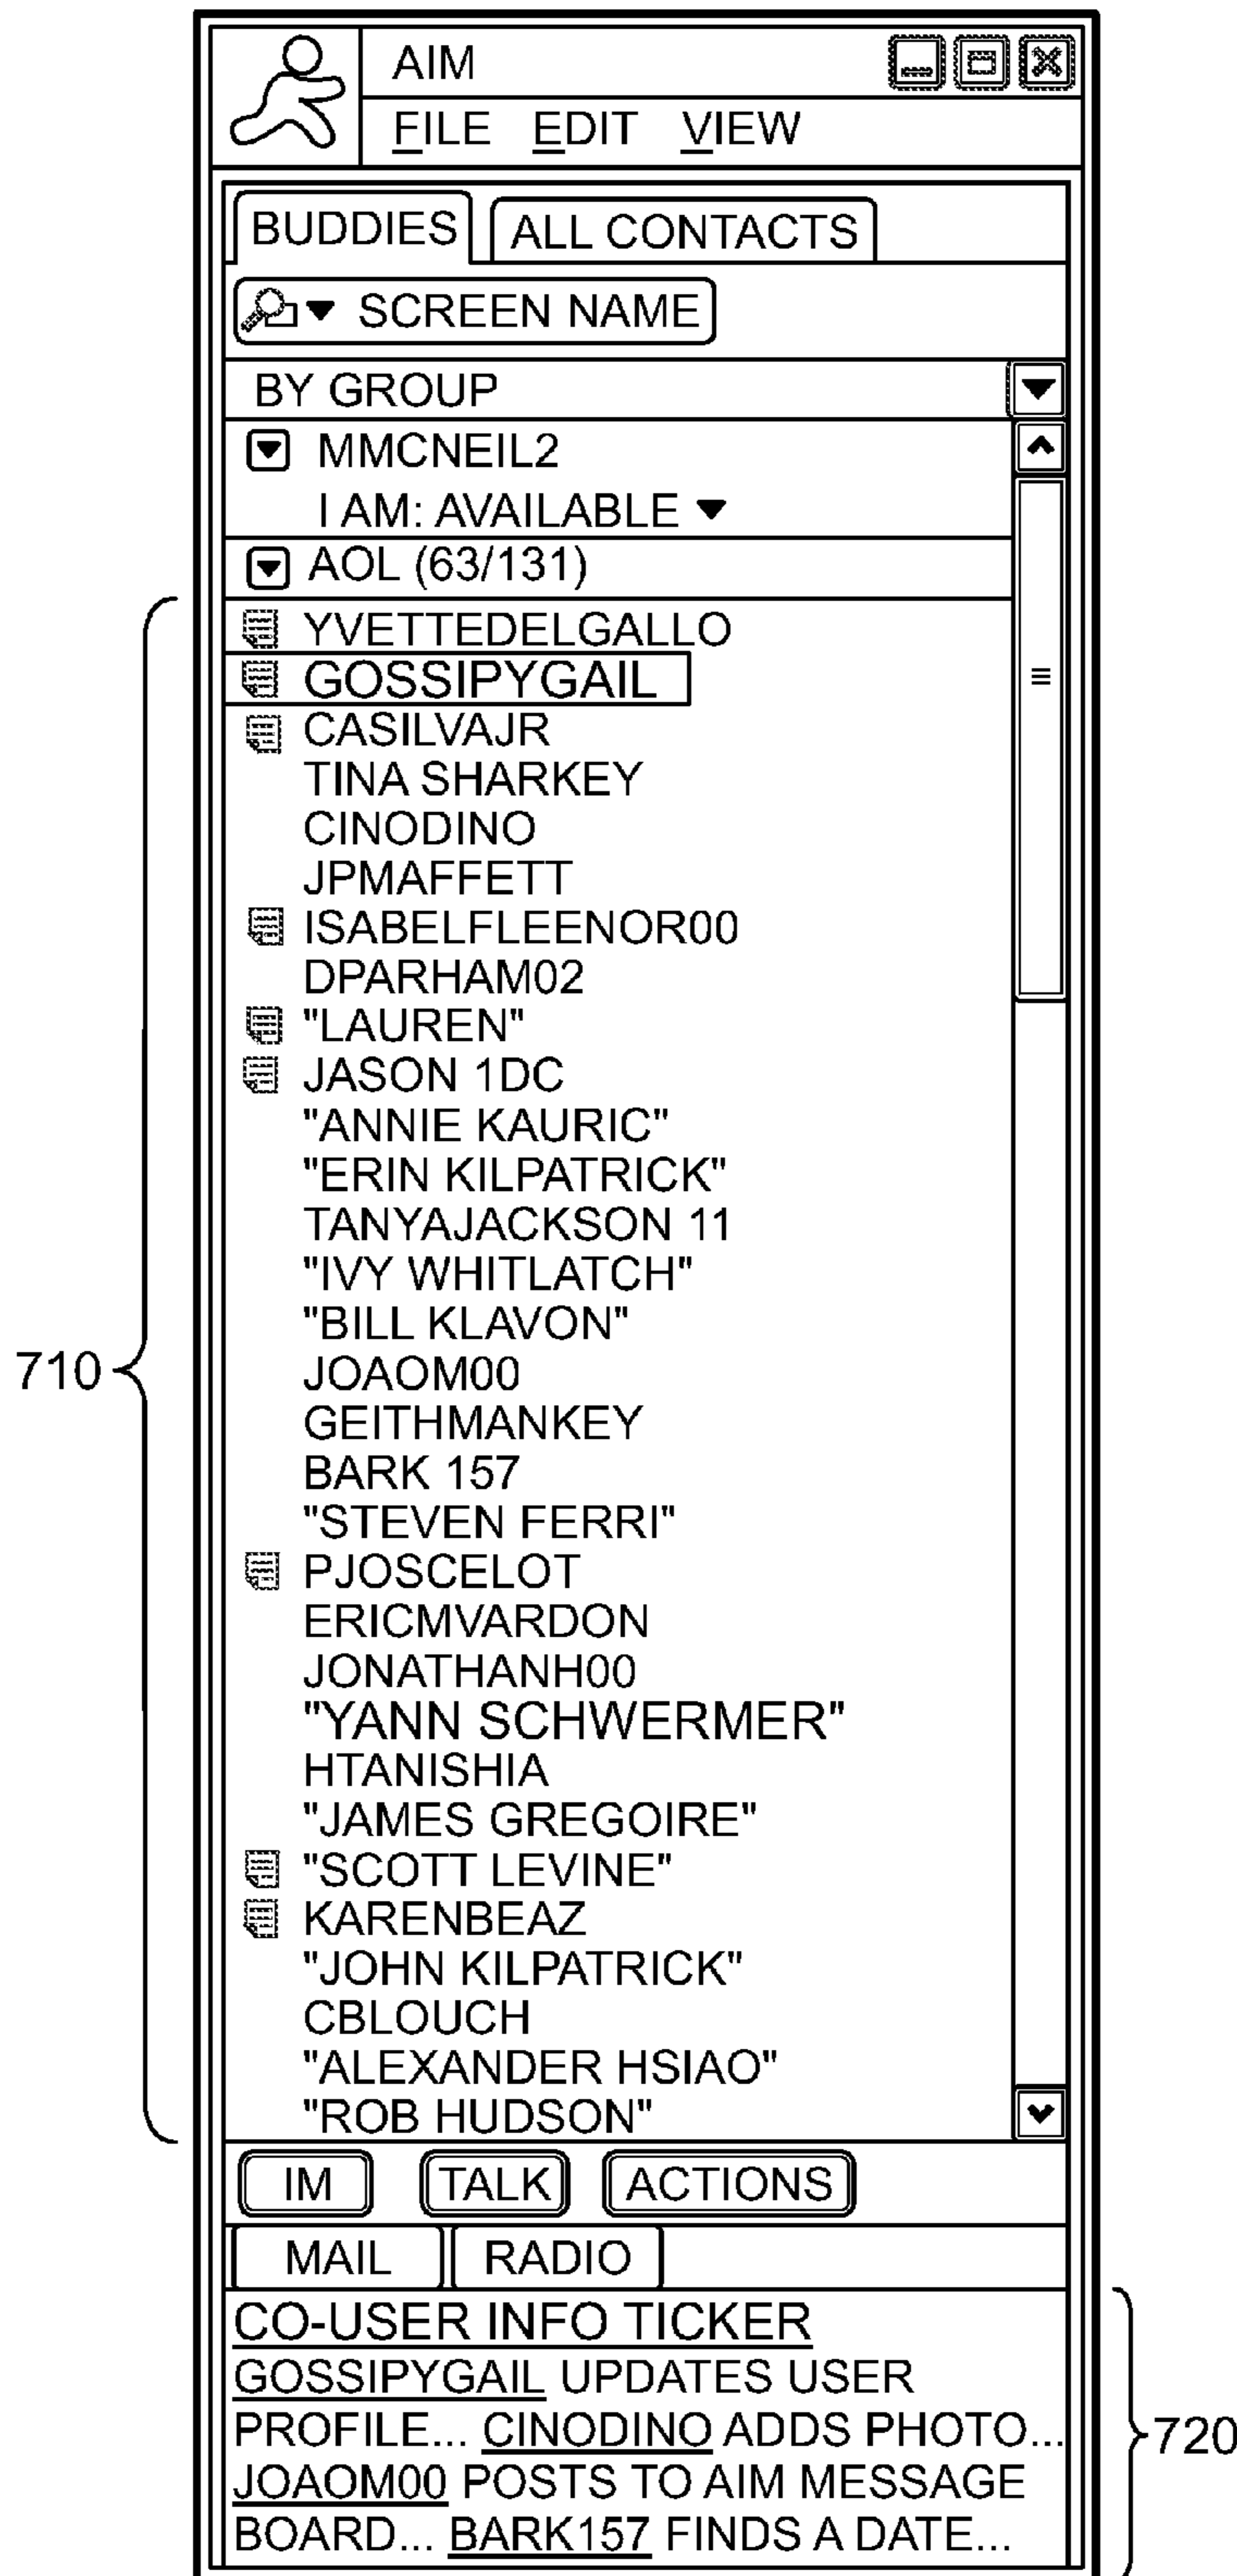 AIM
FILE EDIT VIEW
BUDDIES ALL CONTACTS
SCREEN NAME
BY GROUP
MMCNEIL2
I AM: AVAILABLE
AOL (63/131)
YVETTEDELGALLO
GOSSIPYGAIL
CASILVAJR
TINA SHARKEY
CINODINO
JPMAFFETT
ISABELFLEENOR00
DPARHAM02
"LAUREN"
JASON 1DC
"ANNIE KAURIC"
"ERIN KILPATRICK"
TANYAJACKSON 11
"IVY WHITLATCH"
"BILL KLAVON"
710
JOAOM00
GEITHMANKEY
BARK 157
"STEVEN FERRI"
PJOSCELOT
ERICMVARDON
JONATHANH00
"YANN SCHWERMER"
HTANISHIA
"JAMES GREGOIRE"
"SCOTT LEVINE"
KARENBEAZ
"JOHN KILPATRICK"
CBLOUCH
"ALEXANDER HSIAO"
"ROB HUDSON"
IM TALK ACTIONS
MAIL RADIO
CO-USER INFO TICKER
GOSSIPYGAIL UPDATES USER
PROFILE... CINODINO ADDS PHOTO...
720
JOAOM00 POSTS TO AIM MESSAGE
BOARD... BARK157 FINDS A DATE...